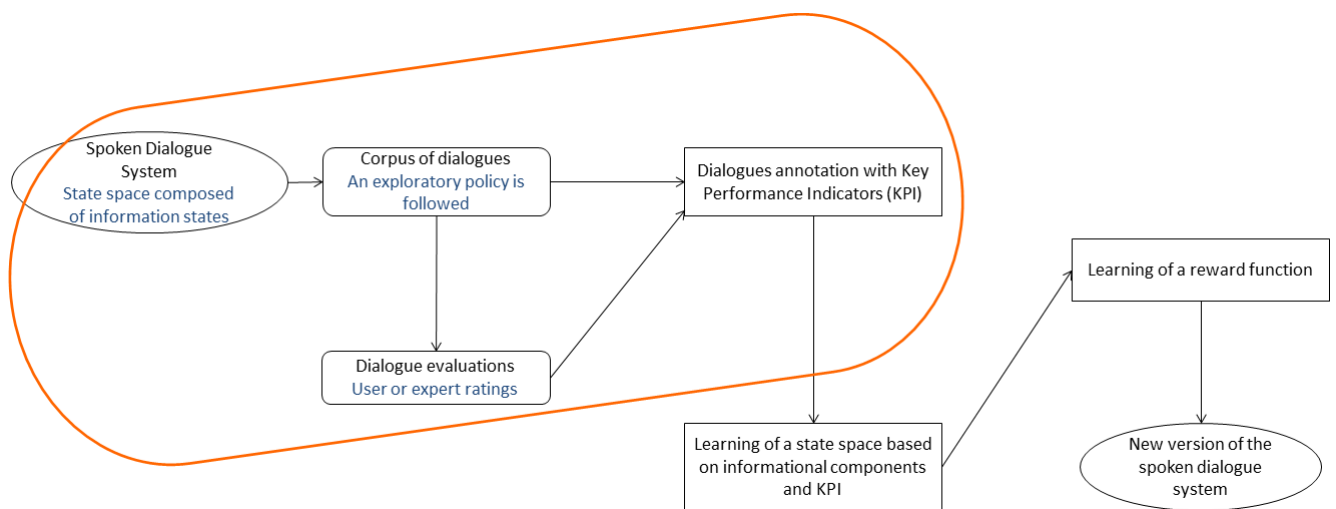 Spoken Dialogue
System
State space composed
of information states
Corpus of dialogues
An exploratory policy is
followed
Dialogues annotation with Key
Performance Indicators (KPI)
Dialogue evaluations
User or expert ratings
Learning of a state space based
on informational components
and KPI
Learning of a reward function
New version of the
spoken dialogue
system